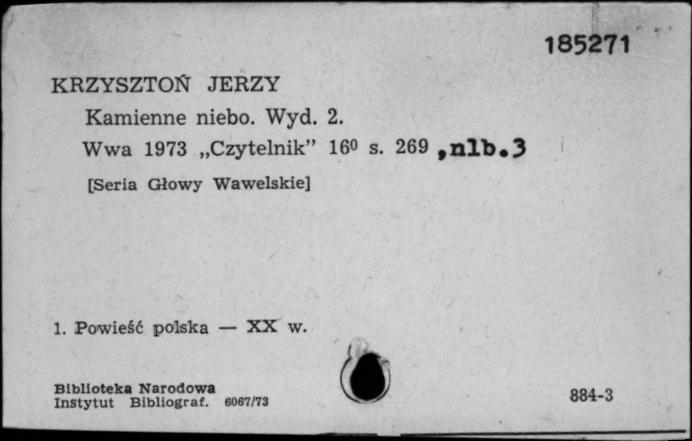 185271
KRZYSZTOŃ JERZY
Kamienne niebo. Wyd. 2.
Wwa 1973 „Czytelnik” 16⁰ s. 269 ,nlb.3
[Seria Głowy Wawelskie]
1. Powieść polska — XX w.
Biblioteka Narodowa
Instytut Bibliograf. 6067/73
884-3